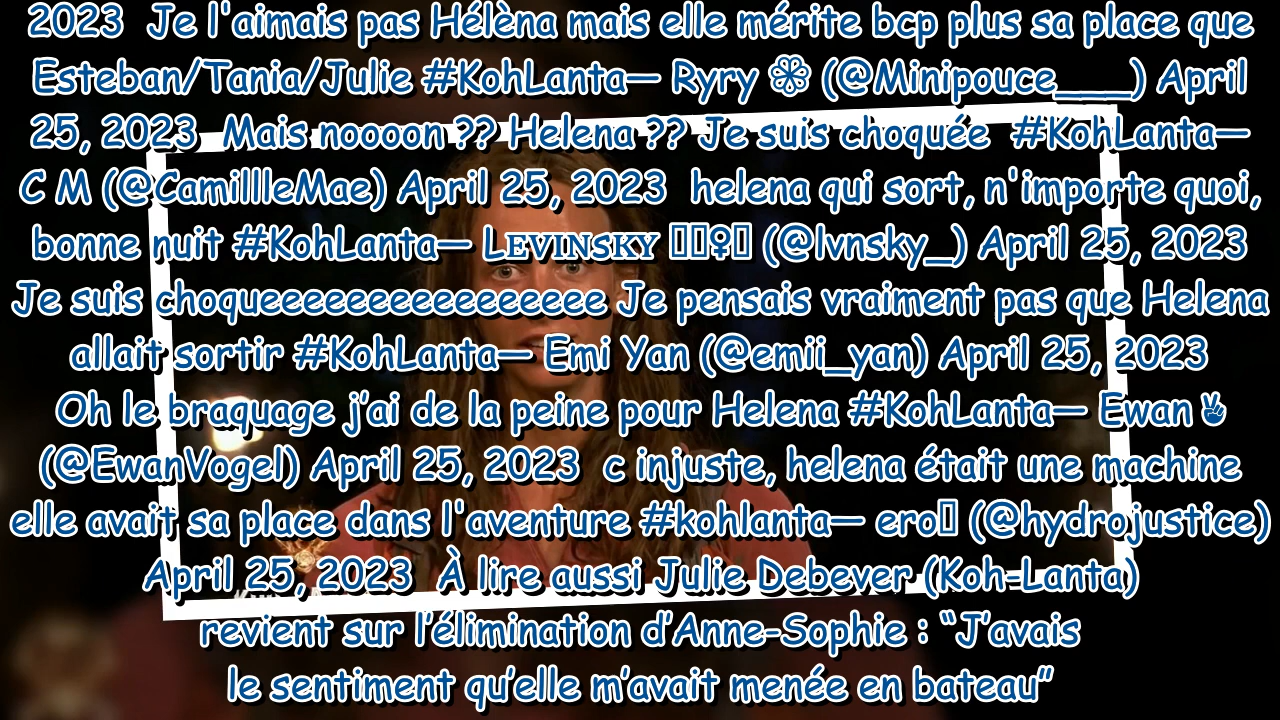 2023 Je l'aimais pas Hélèna mais elle mérite bcp plus sa place que
Esteban/Tania/Julie #KohLanta— Ryry 🏵 (@Minipouce___) April
25, 2023 Mais noooon ?? Helena ?? Je suis choquée #KohLanta—
C M (@CamillleMae) April 25, 2023 helena qui sort, n'importe quoi,
bonne nuit #KohLanta— Lᴇᴠɪɴsᴋʏ ▯▯♀▯ (@lvnsky_) April 25, 2023
Je suis choqueeeeeeeeeeeeeeeee Je pensais vraiment pas que Helena
allait sortir #KohLanta— Emi Yan (@emii_yan) April 25, 2023
Oh le braquage j’ai de la peine pour Helena #KohLanta— Ewan ✌
(@EwanVogel) April 25, 2023 c injuste, helena était une machine
elle avait sa place dans l'aventure #kohlanta— ero▯ (@hydrojustice)
April 25, 2023 À lire aussi Julie Debever (Koh-Lanta)
revient sur l’élimination d’Anne-Sophie : “J’avais
le sentiment qu’elle m’avait menée en bateau”